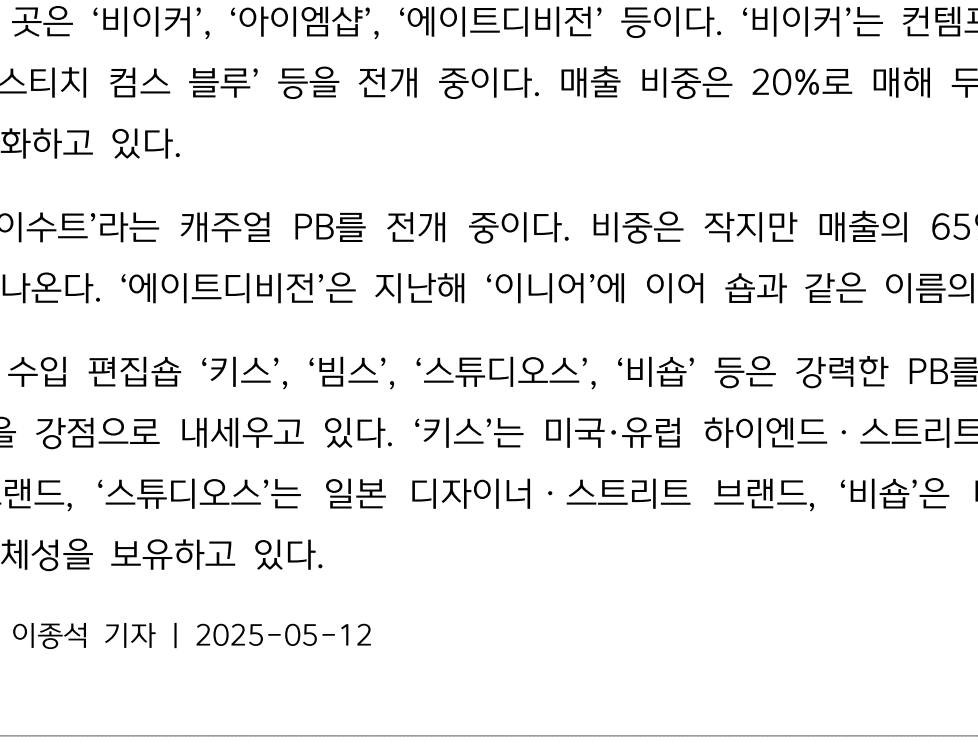 곳은 ‘비이커’, ‘아이엠샵’, ‘에이트디비전’ 등이다. ‘비이커’는
스티치 컴스 블루’ 등을 전개 중이다. 매출 비중은 20%로 매해 두
화하고 있다.
이수트’라는 캐주얼 PB를 전개 중이다. 비중은 작지만 매출의
나온다. ‘에이트디비전’은 지난해 ‘이니어’에 이어 숍과 같은 이름의
수입 편집숍 ‘키스’, ‘빔스’, ‘스튜디오스’, ‘비숍’ 등은 강력한 PB를
을 강점으로 내세우고 있다. ‘키스’는 미국·유럽 하이엔드 · 스트리트
랜드, ‘스튜디오스’는 일본 디자이너 · 스트리트 브랜드, ‘비숍’은
체성을 보유하고 있다.
이종석 기자 | 2025-05-12